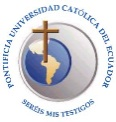 PONTIFICIA UNIVERSIDAD CATÓLICA DEL ECUADOR
SERÉIS MIS TESTIGOS